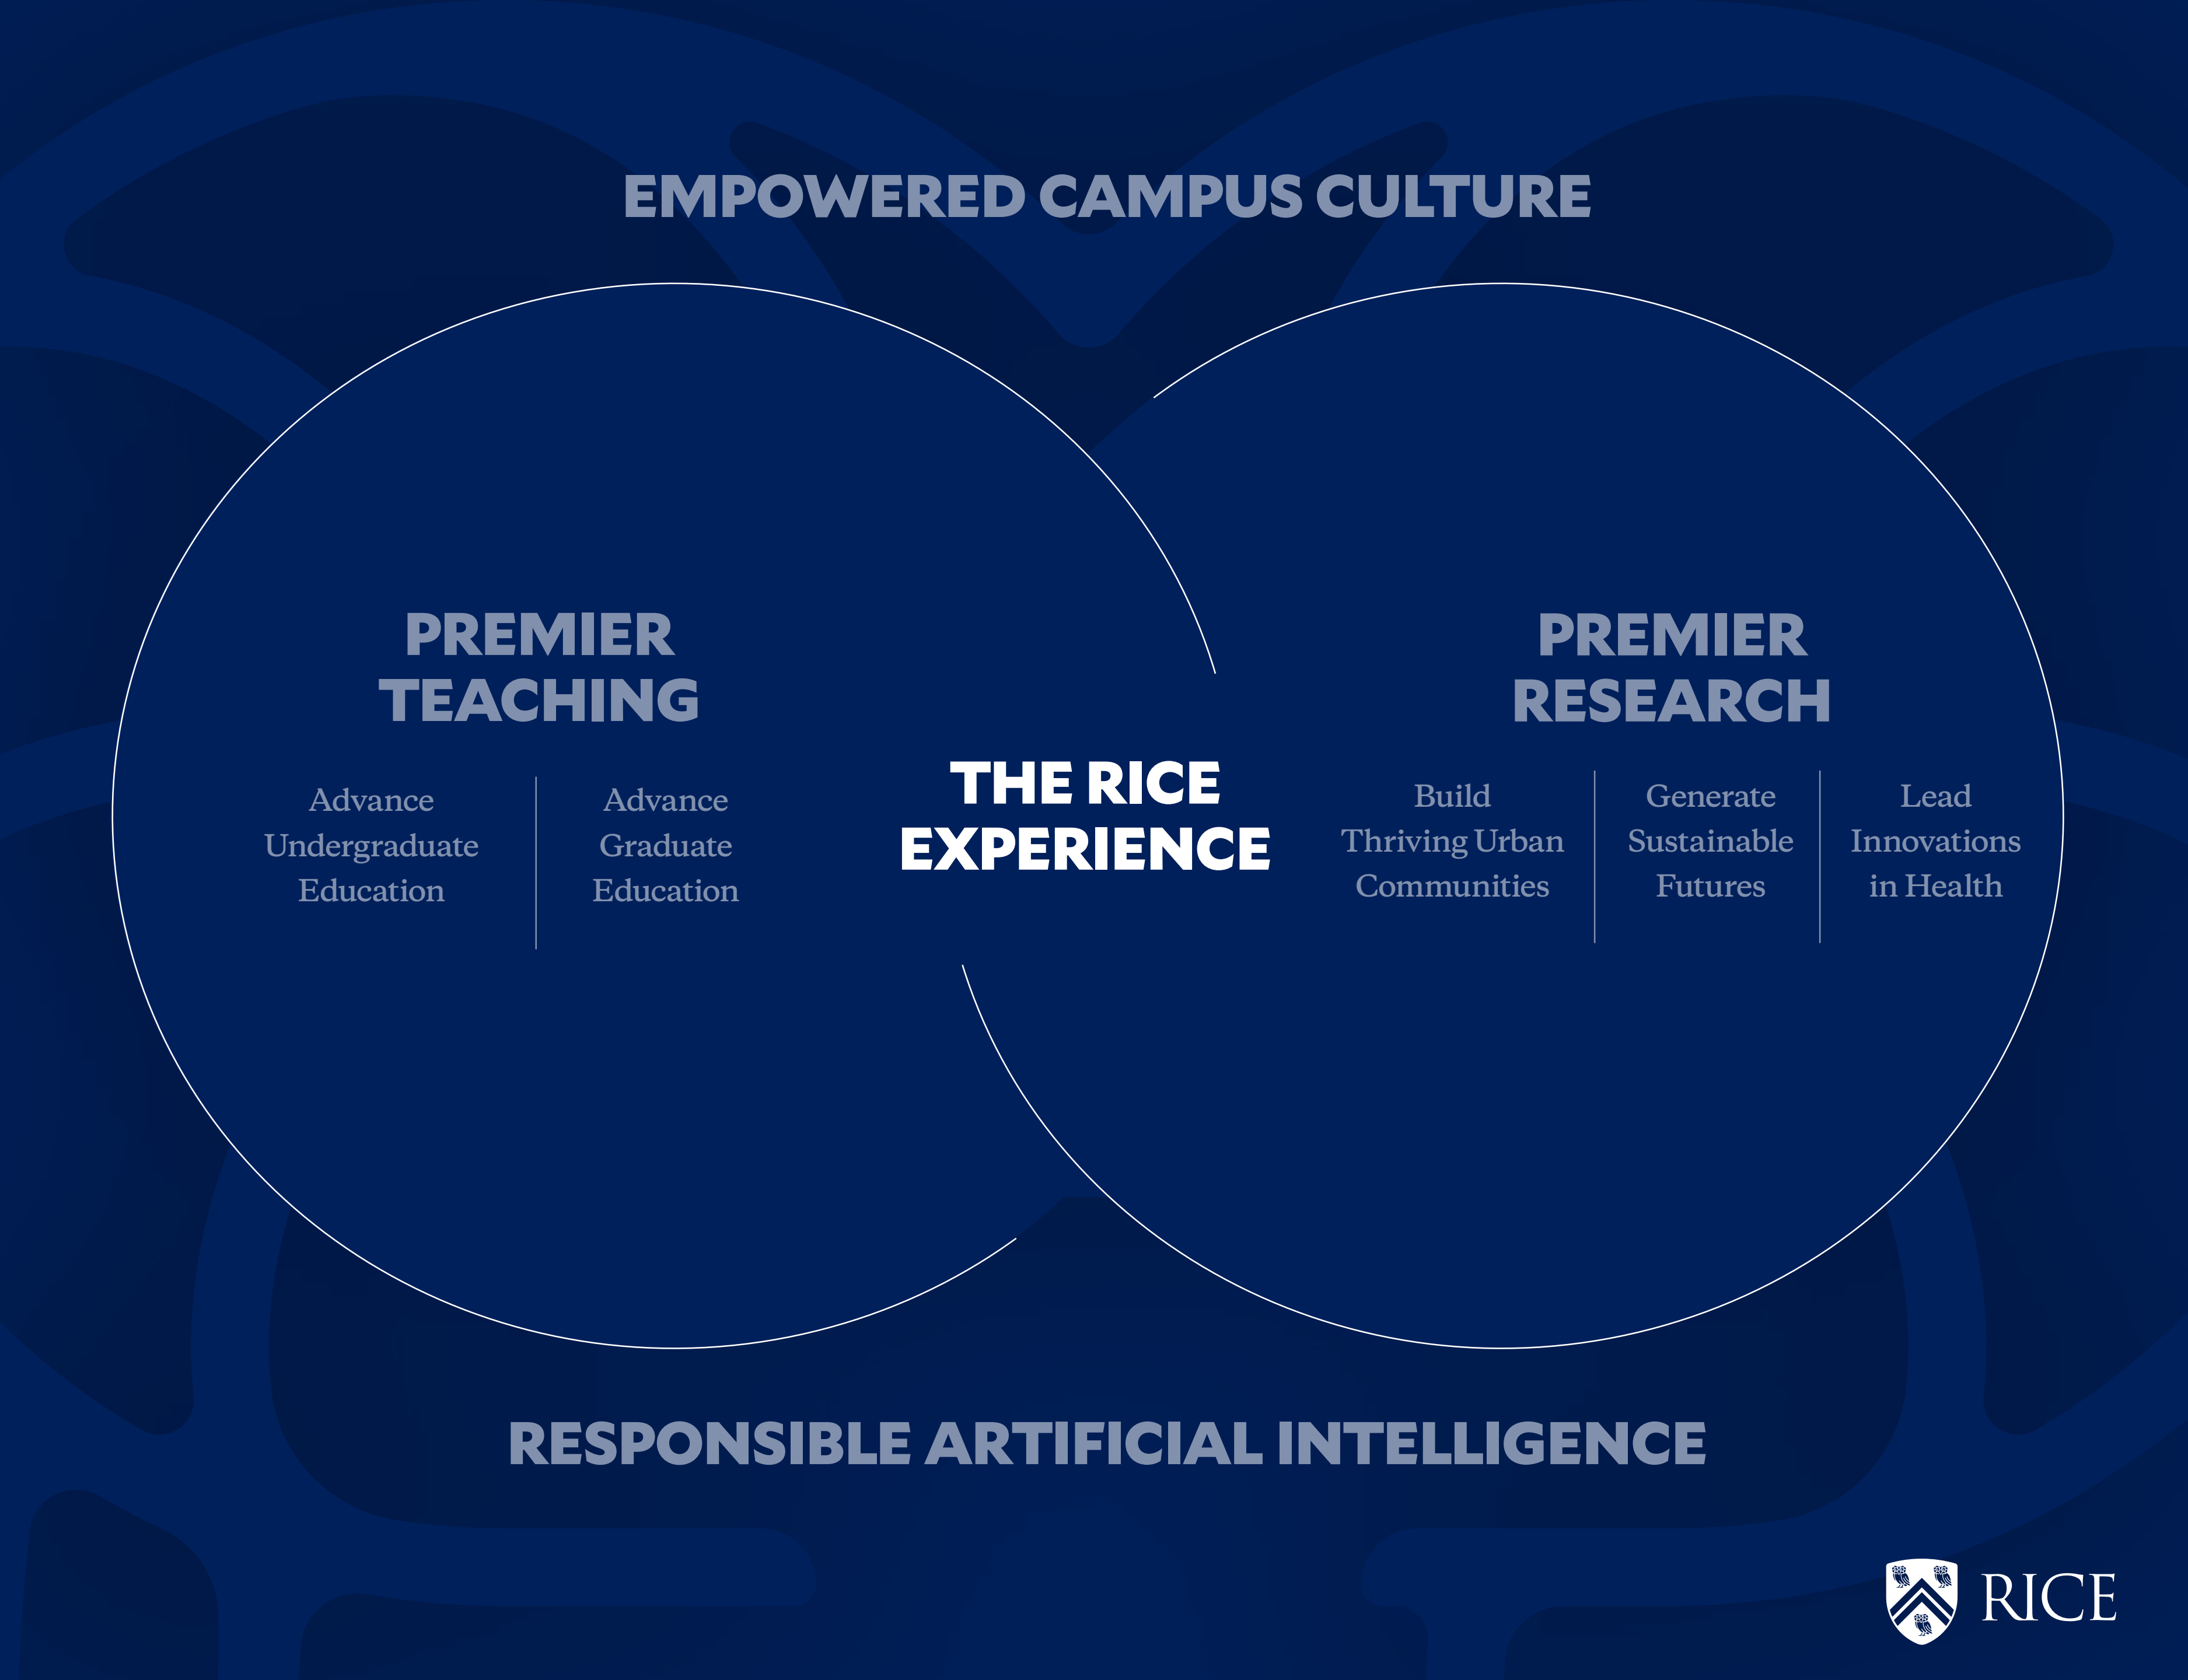 EMPOWERED CAMPUS CULTURE
PREMIER
TEACHING
Advance
Undergraduate
Education
Advance
Graduate
Education
THE RICE
EXPERIENCE
PREMIER
RESEARCH
Build
Thriving Urban
Communities
Generate
Sustainable
Futures
Lead
Innovations
in Health
RESPONSIBLE ARTIFICIAL INTELLIGENCE
RICE